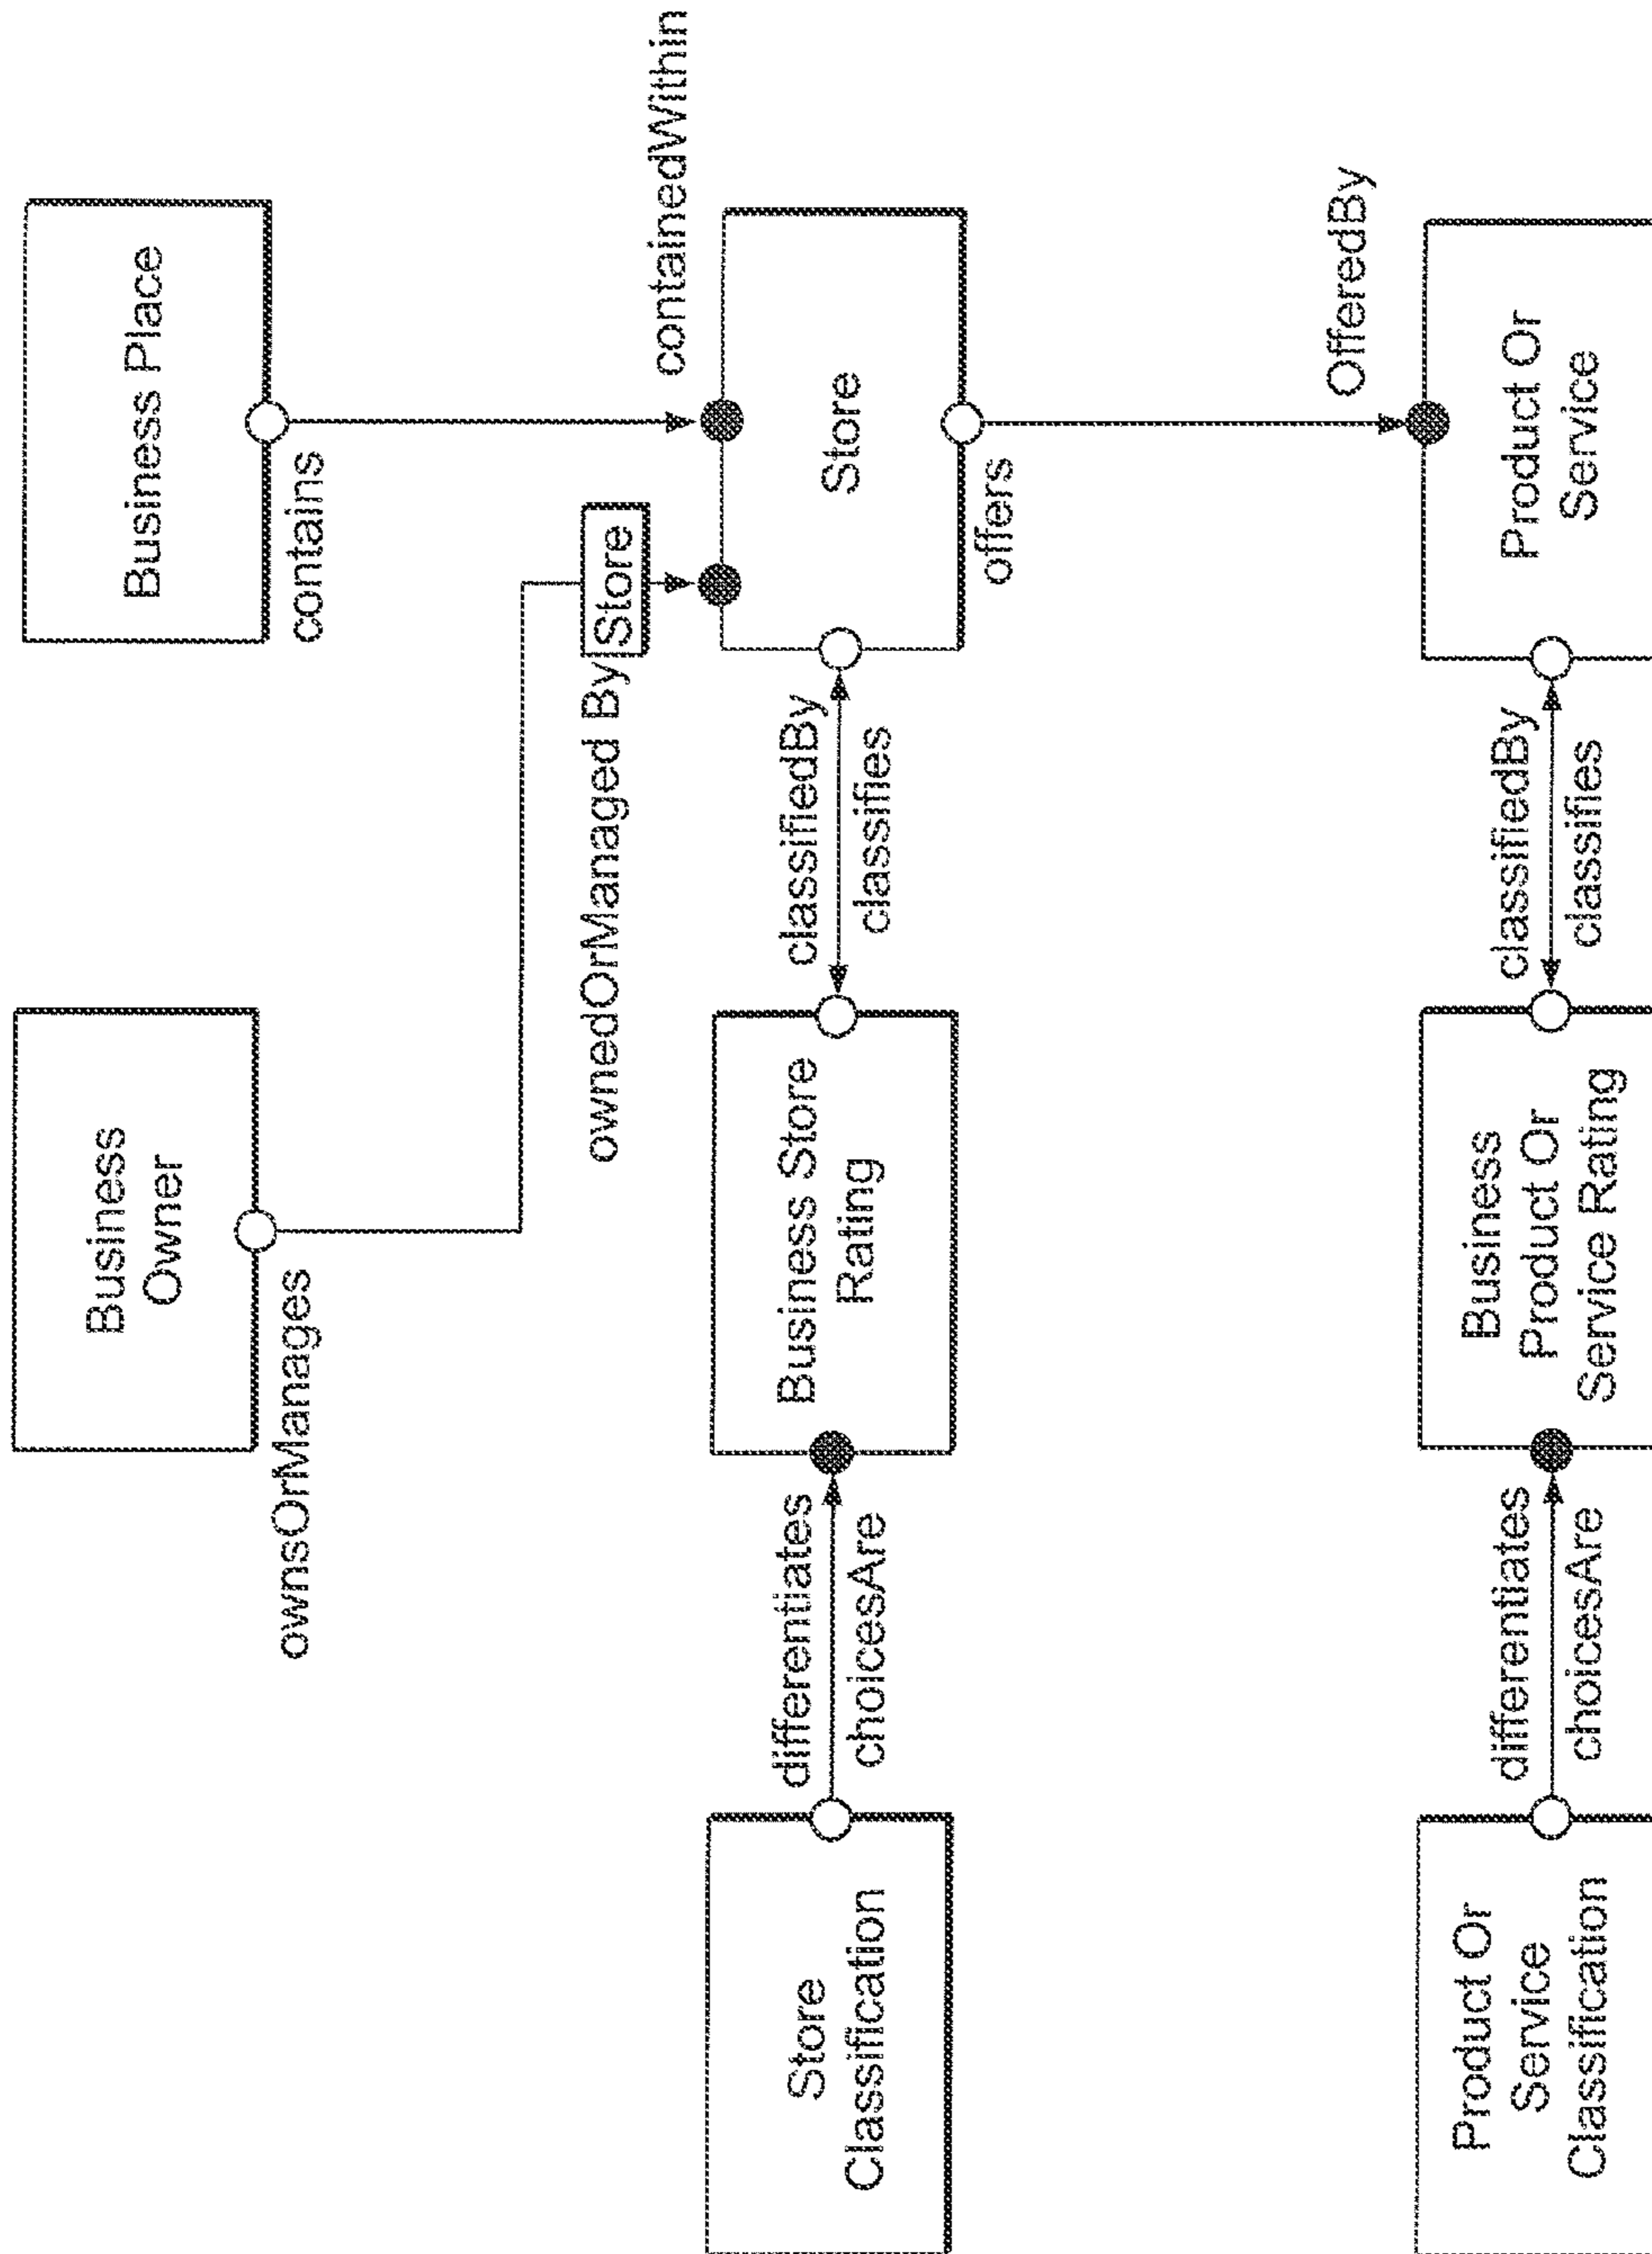 Business
Owner
ownsOrManages
Business Place
contains
ownedOrManaged By
Store
containedWithin
Store
Classification
differentiates
choicesAre
Business Store
Rating
classifiedBy
classifies
Store
offers
OfferedBy
Product Or
Service
Classification
differentiates
choicesAre
Business
Product Or
Service Rating
classifiedBy
classifies
Product Or
Service